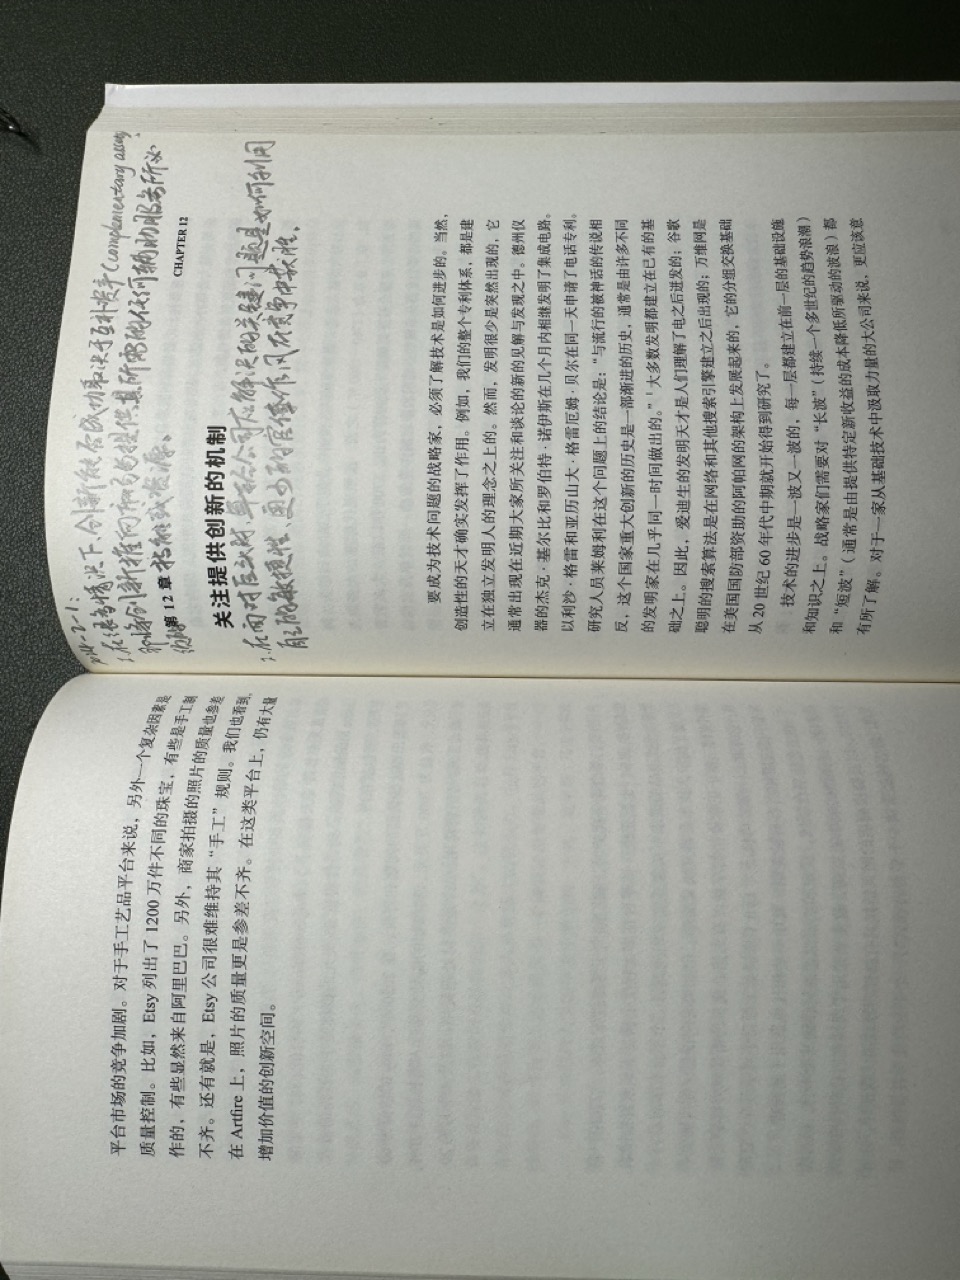 平台市场的竞争加剧。对于手工艺品平台来说，另外一个复杂因素是
质量控制。比如，Etsy 列出了 1200 万件不同的珠宝，有些是手工制
作的，有些显然来自阿里巴巴。另外，商家拍摄的照片的质量也参差
不齐。还有就是，Etsy 公司很难维持其“手工”规则。我们也看到，
在 Artfire 上，照片的质量更是参差不齐。在这类平台上，仍有大量
增加价值的创新空间。
2024-2-1：
1.在很多情况下、创新能否成功取决于互补资产(complementary assets)
即将创新推向市场与提供其所需的任何辅助服务所必
须的技能或资源。
第 12 章
CHAPTER 12
关注提供创新的机制
2.在面对巨头时、年轻公司应解决的关键问题是如何利用
自己的敏捷性、更少的官僚作风在竞争中获胜。
要成为技术问题的战略家，必须了解技术是如何进步的。当然，
创造性的天才确实发挥了作用。例如，我们的整个专利体系，都是建
立在独立发明人的理念之上的。然而，发明很少是突然出现的，它
通常出现在近期大家所关注和谈论的新的见解与发现之中。德州仪
器的杰克·基尔比和罗伯特·诺伊斯在几个月内相继发明了集成电路。
以利沙·格雷和亚历山大·格雷厄姆·贝尔在同一天申请了电话专利。
研究人员莱姆利在这个问题上的结论是：“与流行的被神话的传说相
反，这个国家重大创新的历史是一部渐进的历史，通常是由许多不同
的发明家在几乎同一时间做出的。”1 大多数发明都建立在已有的基
础之上。因此，爱迪生的发明天才是人们理解了电之后迸发的；谷歌
聪明的搜索算法是在网络和其他搜索引擎建立之后出现的；万维网是
在美国国防部资助的阿帕网的架构上发展起来的，它的分组交换基础
从 20 世纪 60 年代中期就开始得到研究了。
技术的进步是一波又一波的，每一层都建立在前一层的基础设施
和知识之上。战略家们需要对“长波”（持续一个多世纪的趋势浪潮）
和“短波”（通常是由提供特定新收益的成本降低所驱动的波浪）都
有所了解。对于一家从基础技术中汲取力量的大公司来说，更应该意